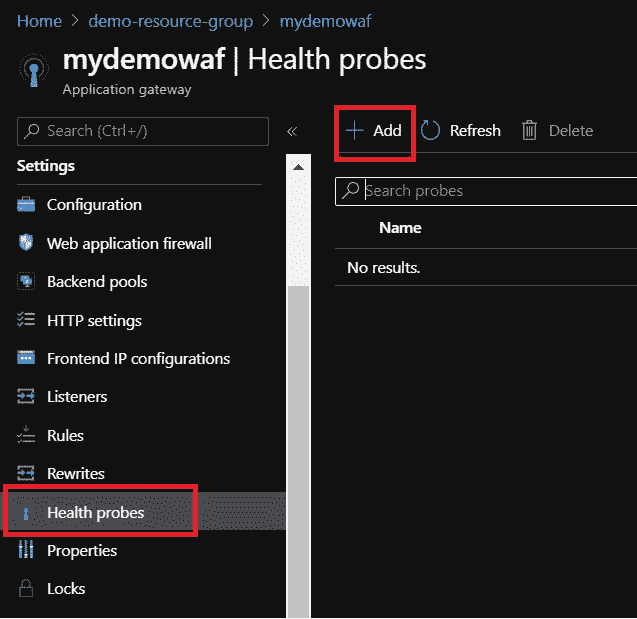 Home > demo-resource-group > mydemowaf
mydemowaf | Health probes
Application gateway
Search (Ctrl+/)
«
Settings
Configuration
Web application firewall
Backend pools
HTTP settings
Frontend IP configurations
Listeners
Rules
Rewrites
Health probes
Properties
Locks
Add Refresh Delete
Search probes
Name
No results.